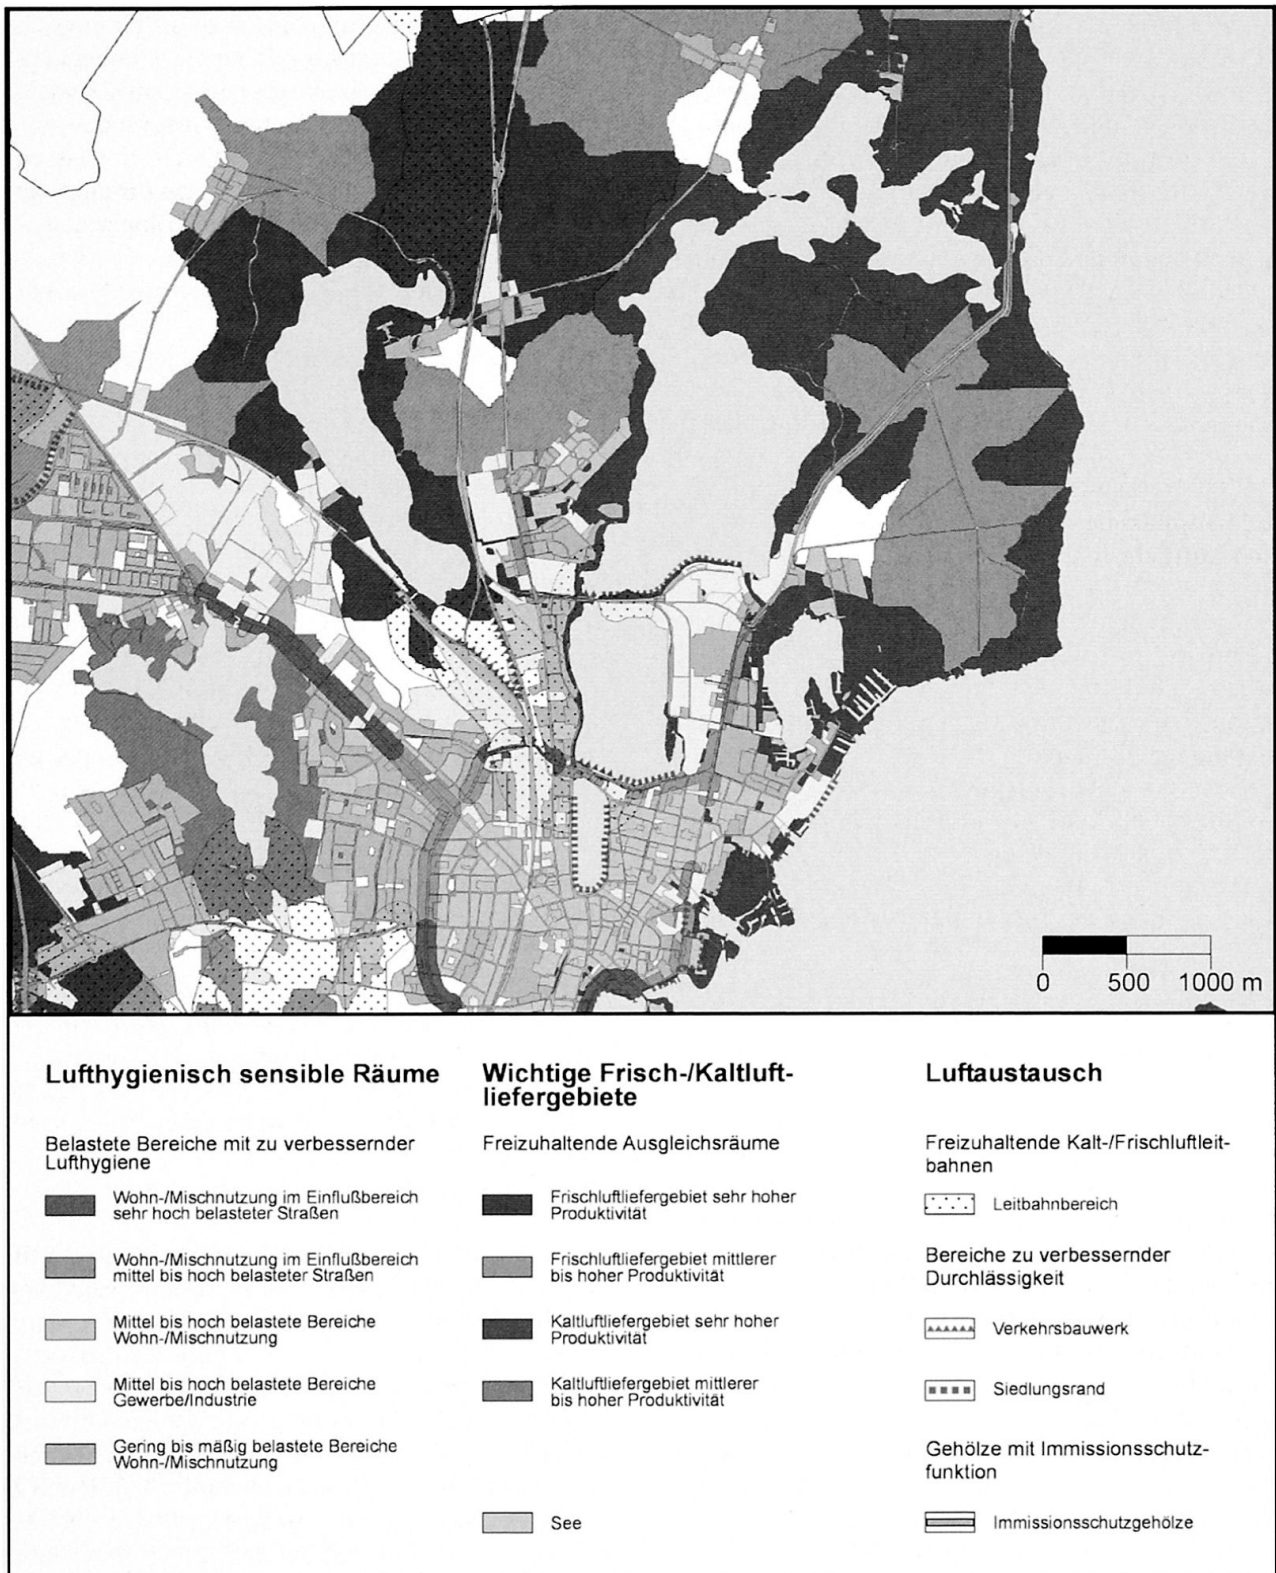 0 500 1000 m
Lufthygienisch sensible Räume
Belastete Bereiche mit zu verbessernder
Lufthygiene
Wohn-/Mischnutzung im Einflußbereich
sehr hoch belasteter Straßen
Wohn-/Mischnutzung im Einflußbereich
mittel bis hoch belasteter Straßen
Mittel bis hoch belastete Bereiche
Wohn-/Mischnutzung
Mittel bis hoch belastete Bereiche
Gewerbe/Industrie
Gering bis mäßig belastete Bereiche
Wohn-/Mischnutzung
Wichtige Frisch-/Kaltluft-
liefergebiete
Freizuhaltende Ausgleichsräume
Frischluftliefergebiet sehr hoher
Produktivität
Frischluftliefergebiet mittlerer
bis hoher Produktivität
Kaltluftliefergebiet sehr hoher
Produktivität
Kaltluftliefergebiet mittlerer
bis hoher Produktivität
See
Luftaustausch
Freizuhaltende Kalt-/Frischluftleit-
bahnen
Leitbahnbereich
Bereiche zu verbessernder
Durchlässigkeit
Verkehrsbauwerk
Siedlungsrand
Gehölze mit Immissionsschutz-
funktion
Immissionsschutzgehölze